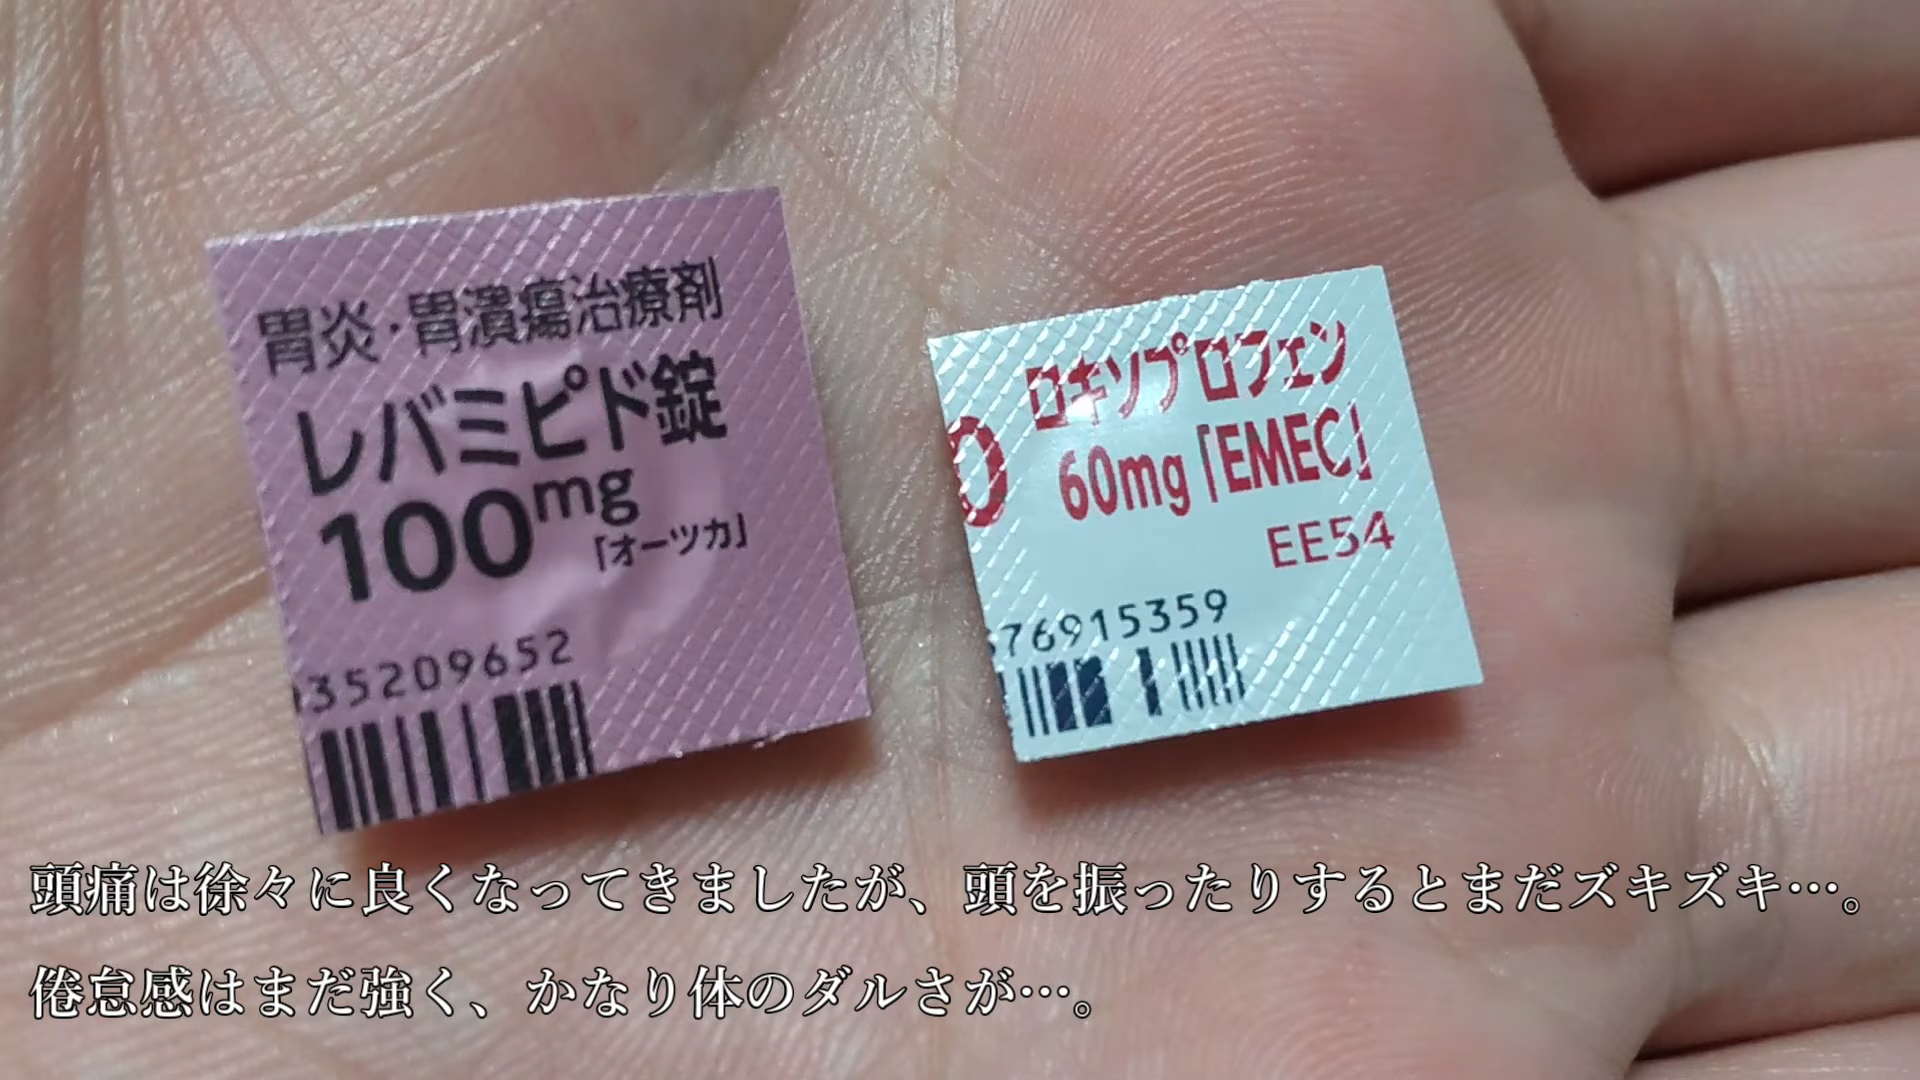 胃炎・胃潰瘍治療剤
レバミピド錠
100mg
「オーツカ」
35209652
0
ロキソプロフェン
60mg「EMEC」
EE54
76915359
頭痛は徐々に良くなってきましたが、頭を振ったりするとまだズキズキ…。
倦怠感はまだ強く、かなり体のダルさが…。